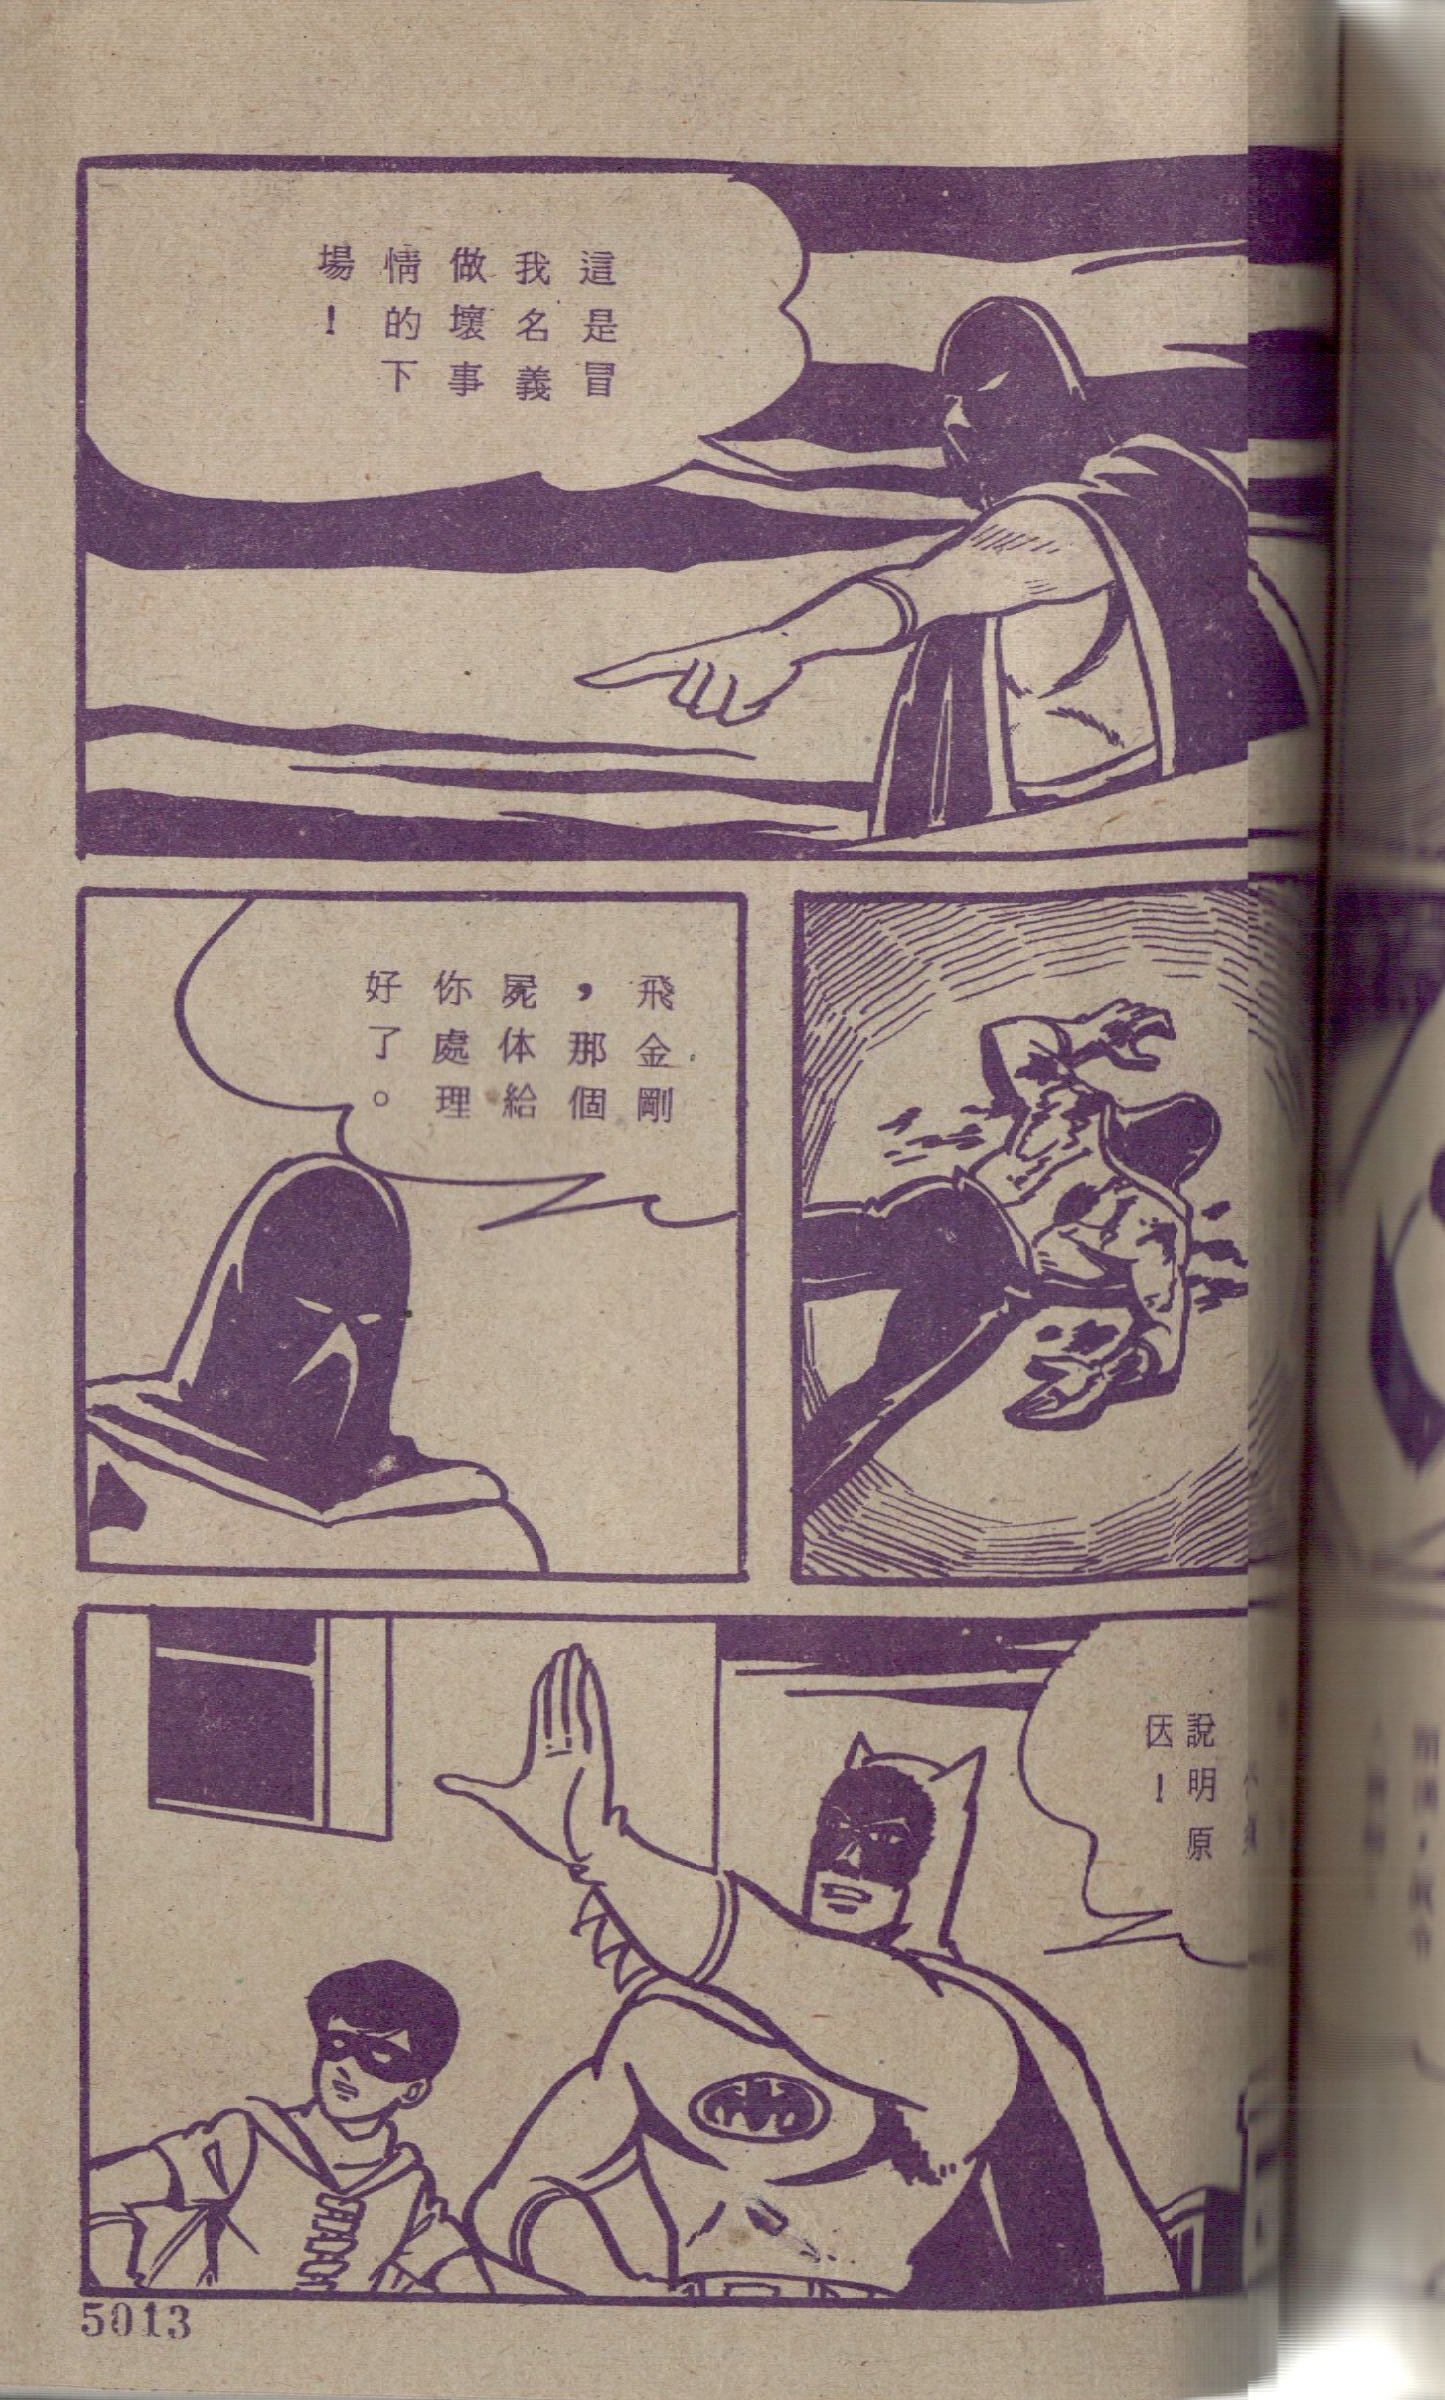 這是冒
我名義
做壞事
情的下
場！
飛金剛
，那個
屍体給
你處理
好了。
說明原
因！
5013